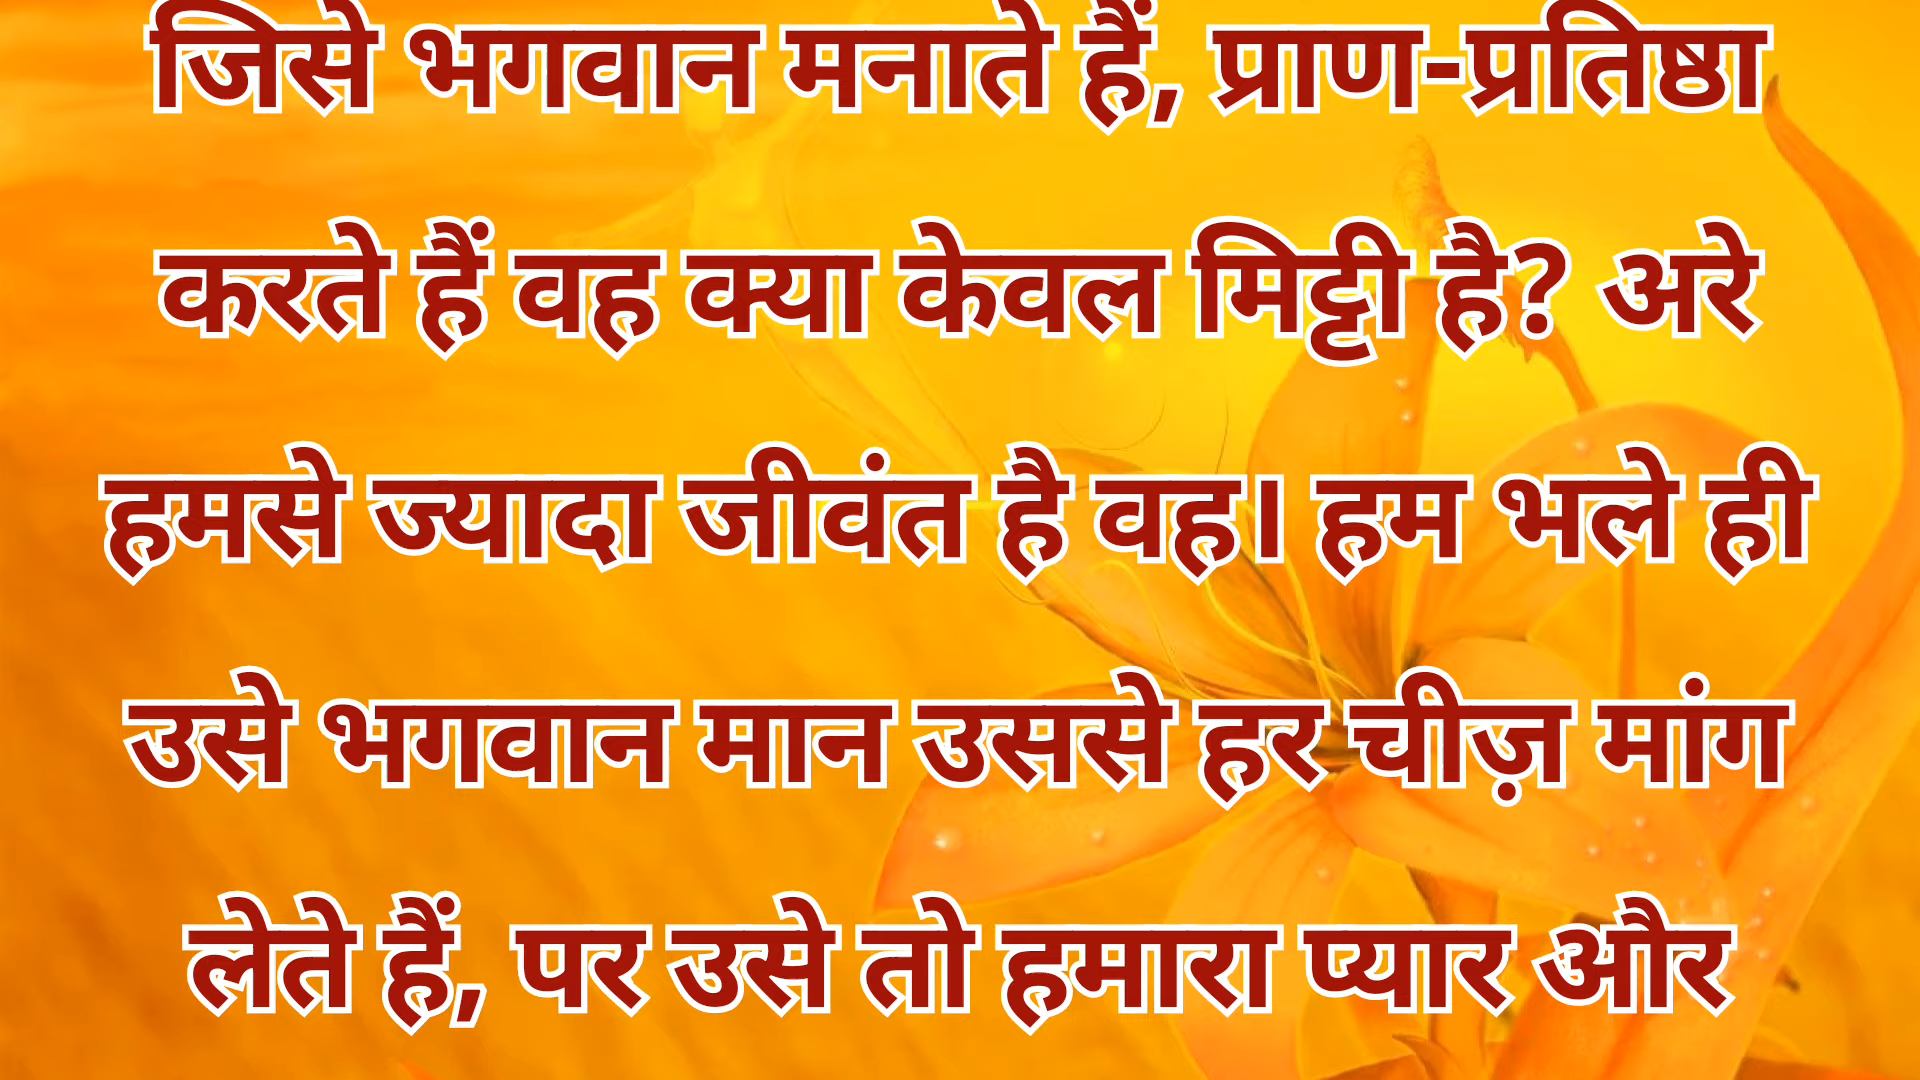 जिसे भगवान मनाते हैं, प्राण-प्रतिष्ठा
करते हैं वह क्या केवल मिट्टी है? अरे
हमसे ज्यादा जीवंत है वह। हम भले ही
उसे भगवान मान उससे हर चीज़ मांग
लेते हैं, पर उसे तो हमारा प्यार और